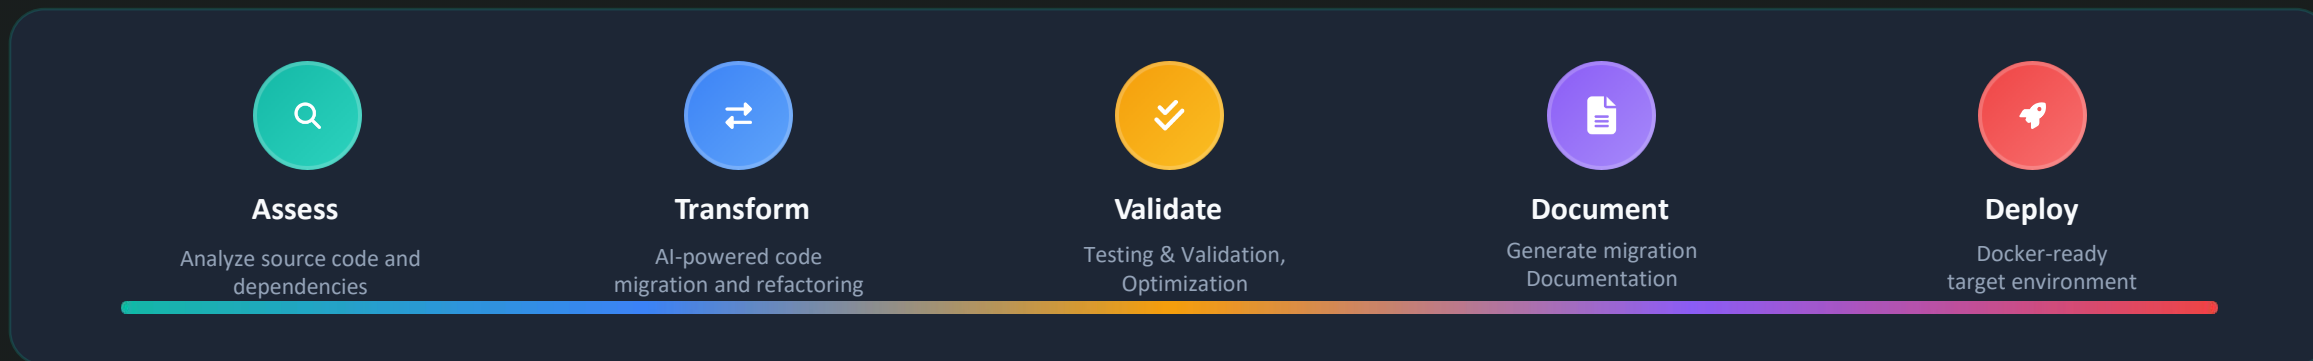 Assess
Analyze source code and
dependencies
Transform
AI-powered code
migration and refactoring
Validate
Testing & Validation,
Optimization
Document
Generate migration
Documentation
Deploy
Docker-ready
target environment